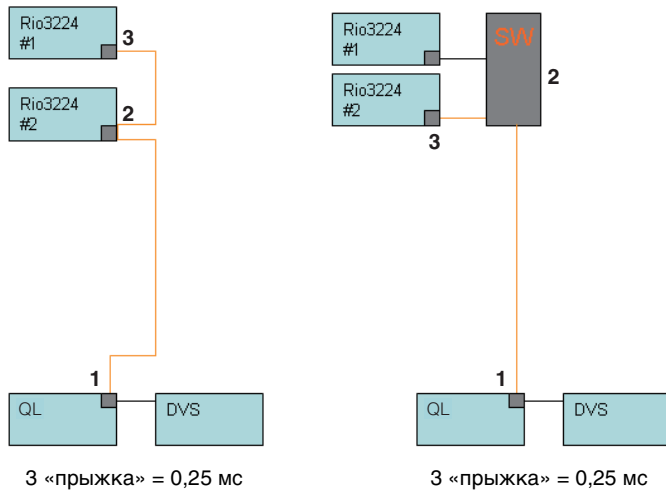 Rio3224
#1
3
Rio3224
#2
2
1
QL
DVS
3 «прыжка» = 0,25 мс
Rio3224
#1
SW
2
Rio3224
#2
3
1
QL
DVS
3 «прыжка» = 0,25 мс